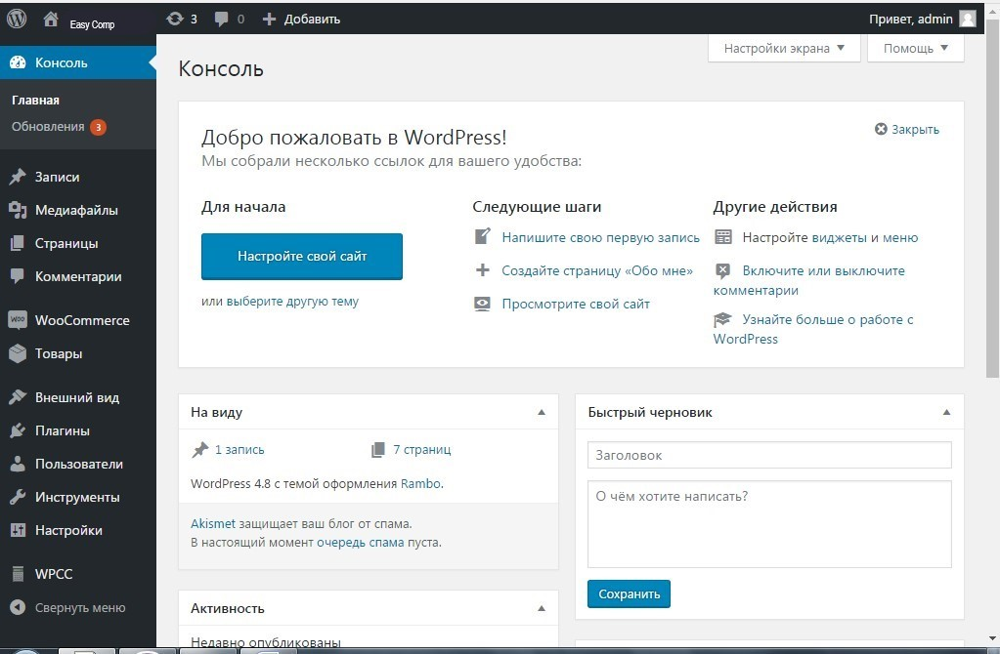 Easy Comp
3
0
Добавить
Привет, admin
Консоль
Главная
Обновления 3
Записи
Медиафайлы
Страницы
Комментарии
WooCommerce
Товары
Внешний вид
Плагины
Пользователи
Инструменты
Настройки
WPCC
Свернуть меню
Настройки экрана
Помощь
Консоль
Добро пожаловать в WordPress!
Закрыть
Мы собрали несколько ссылок для вашего удобства:
Для начала
Настройте свой сайт
или выберите другую тему
Следующие шаги
Напишите свою первую запись
Создайте страницу «Обо мне»
Просмотрите свой сайт
Другие действия
Настройте виджеты и меню
Включите или выключите
комментарии
Узнайте больше о работе с
WordPress
На виду
1 запись
7 страниц
WordPress 4.8 с темой оформления Rambo.
Akismet защищает ваш блог от спама.
В настоящий момент очередь спама пуста.
Активность
Недавно опубликованы
Быстрый черновик
Заголовок
О чём хотите написать?
Сохранить